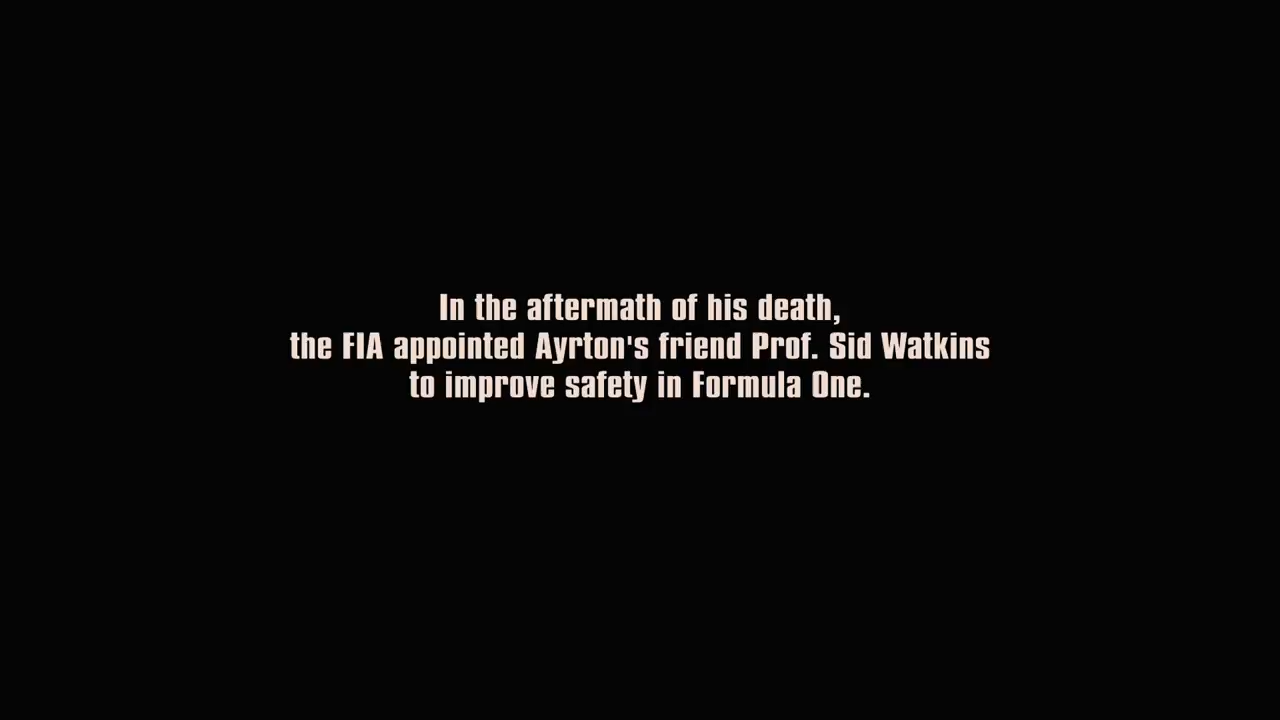 In the aftermath of his death,
the FIA appointed Ayrton's friend Prof. Sid Watkins
to improve safety in Formula One.